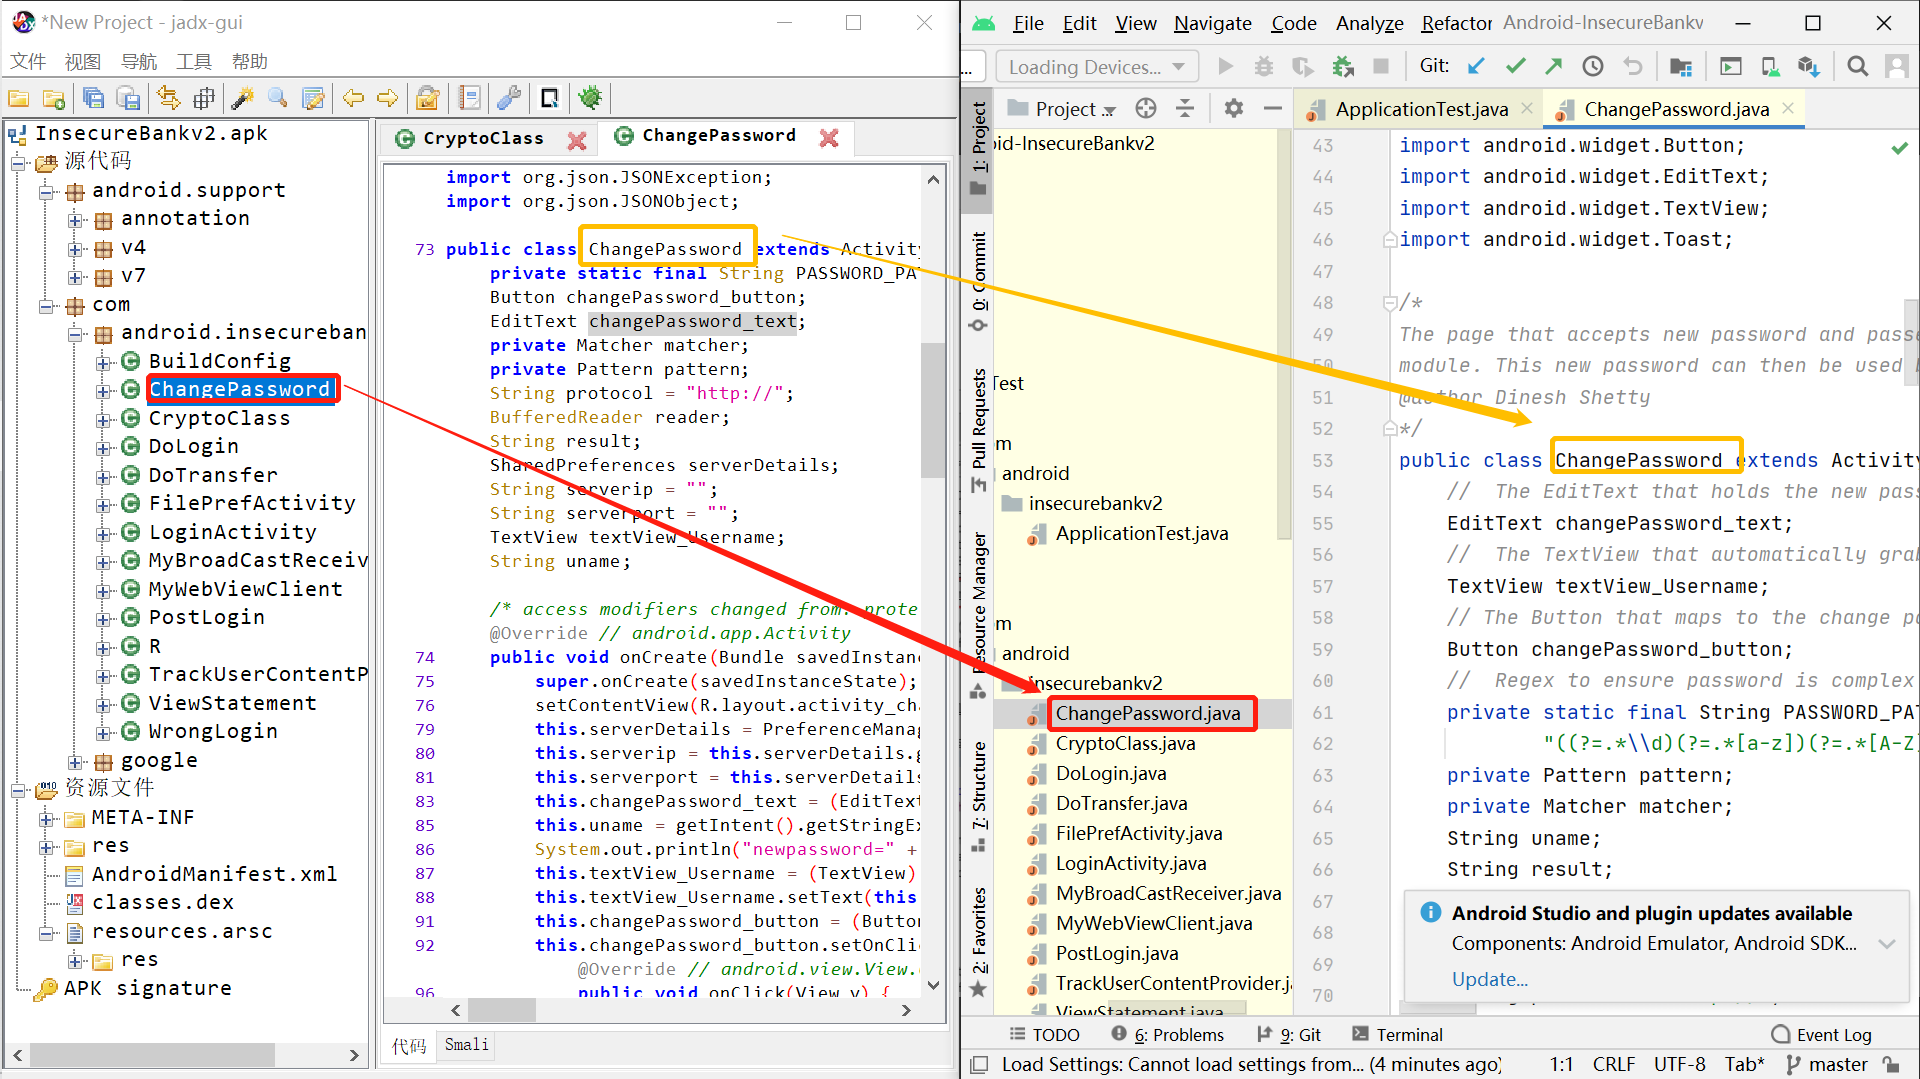 *New Project - jadx-gui
文件 视图 导航 工具 帮助
InsecureBankv2.apk
源代码
android.support
annotation
v4
v7
com
android.insecureban
BuildConfig
ChangePassword
CryptoClass
DoLogin
DoTransfer
FilePrefActivity
LoginActivity
MyBroadCastReceiv
MyWebViewClient
PostLogin
R
TrackUserContentP
ViewStatement
WrongLogin
google
资源文件
META-INF
res
AndroidManifest.xml
classes.dex
resources.arsc
res
APK signature
CryptoClass ChangePassword
import org.json.JSONException;
import org.json.JSONObject;
73 public class ChangePassword extends Activity
private static final String PASSWORD_PA
Button changePassword_button;
EditText changePassword_text;
private Matcher matcher;
private Pattern pattern;
String protocol = "http://";
BufferedReader reader;
String result;
SharedPreferences serverDetails;
String serverip = "";
String serverport = "";
TextView textView_Username;
String uname;
/* access modifiers changed from: prote
@Override // android.app.Activity
74 public void onCreate(Bundle savedInstan
75 super.onCreate(savedInstanceState);
76 setContentView(R.layout.activity_cha
79 this.serverDetails = PreferenceManag
80 this.serverip = this.serverDetails.g
81 this.serverport = this.serverDetails
83 this.changePassword_text = (EditText
85 this.uname = getIntent().getStringEx
86 System.out.println("newpassword=" +
87 this.textView_Username = (TextView)
88 this.textView_Username.setText(this
91 this.changePassword_button = (Button
92 this.changePassword_button.setOnClic
@Override // android.view.View.
96 public void onClick(View v) {
代码 Smali
File Edit View Navigate Code Analyze Refactor Android-InsecureBankv
... Loading Devices... Git:
Project ApplicationTest.java ChangePassword.java
1: Project
0: Commit
Pull Requests
Resource Manager
7: Structure
2: Favorites
id-InsecureBankv2
Test
m
android
insecurebankv2
ApplicationTest.java
m
android
insecurebankv2
ChangePassword.java
CryptoClass.java
DoLogin.java
DoTransfer.java
FilePrefActivity.java
LoginActivity.java
MyBroadCastReceiver.java
MyWebViewClient.java
PostLogin.java
TrackUserContentProvider.j
ViewStatement.java
43 import android.widget.Button;
44 import android.widget.EditText;
45 import android.widget.TextView;
46 import android.widget.Toast;
47
48 /*
49 The page that accepts new password and passe
50 module. This new password can then be used b
51 @author Dinesh Shetty
52 */
53 public class ChangePassword extends Activity
54 // The EditText that holds the new pass
55 EditText changePassword_text;
56 // The TextView that automatically grab
57 TextView textView_Username;
58 // The Button that maps to the change pa
59 Button changePassword_button;
60 // Regex to ensure password is complex
61 private static final String PASSWORD_PAT
62 "((?=.*\\d)(?=.*[a-z])(?=.*[A-Z]
63 private Pattern pattern;
64 private Matcher matcher;
65 String uname;
66 String result;
67
68
69
70
Android Studio and plugin updates available
Components: Android Emulator, Android SDK...
Update...
TODO 6: Problems 9: Git Terminal Event Log
Load Settings: Cannot load settings from... (4 minutes ago) 1:1 CRLF UTF-8 Tab* master